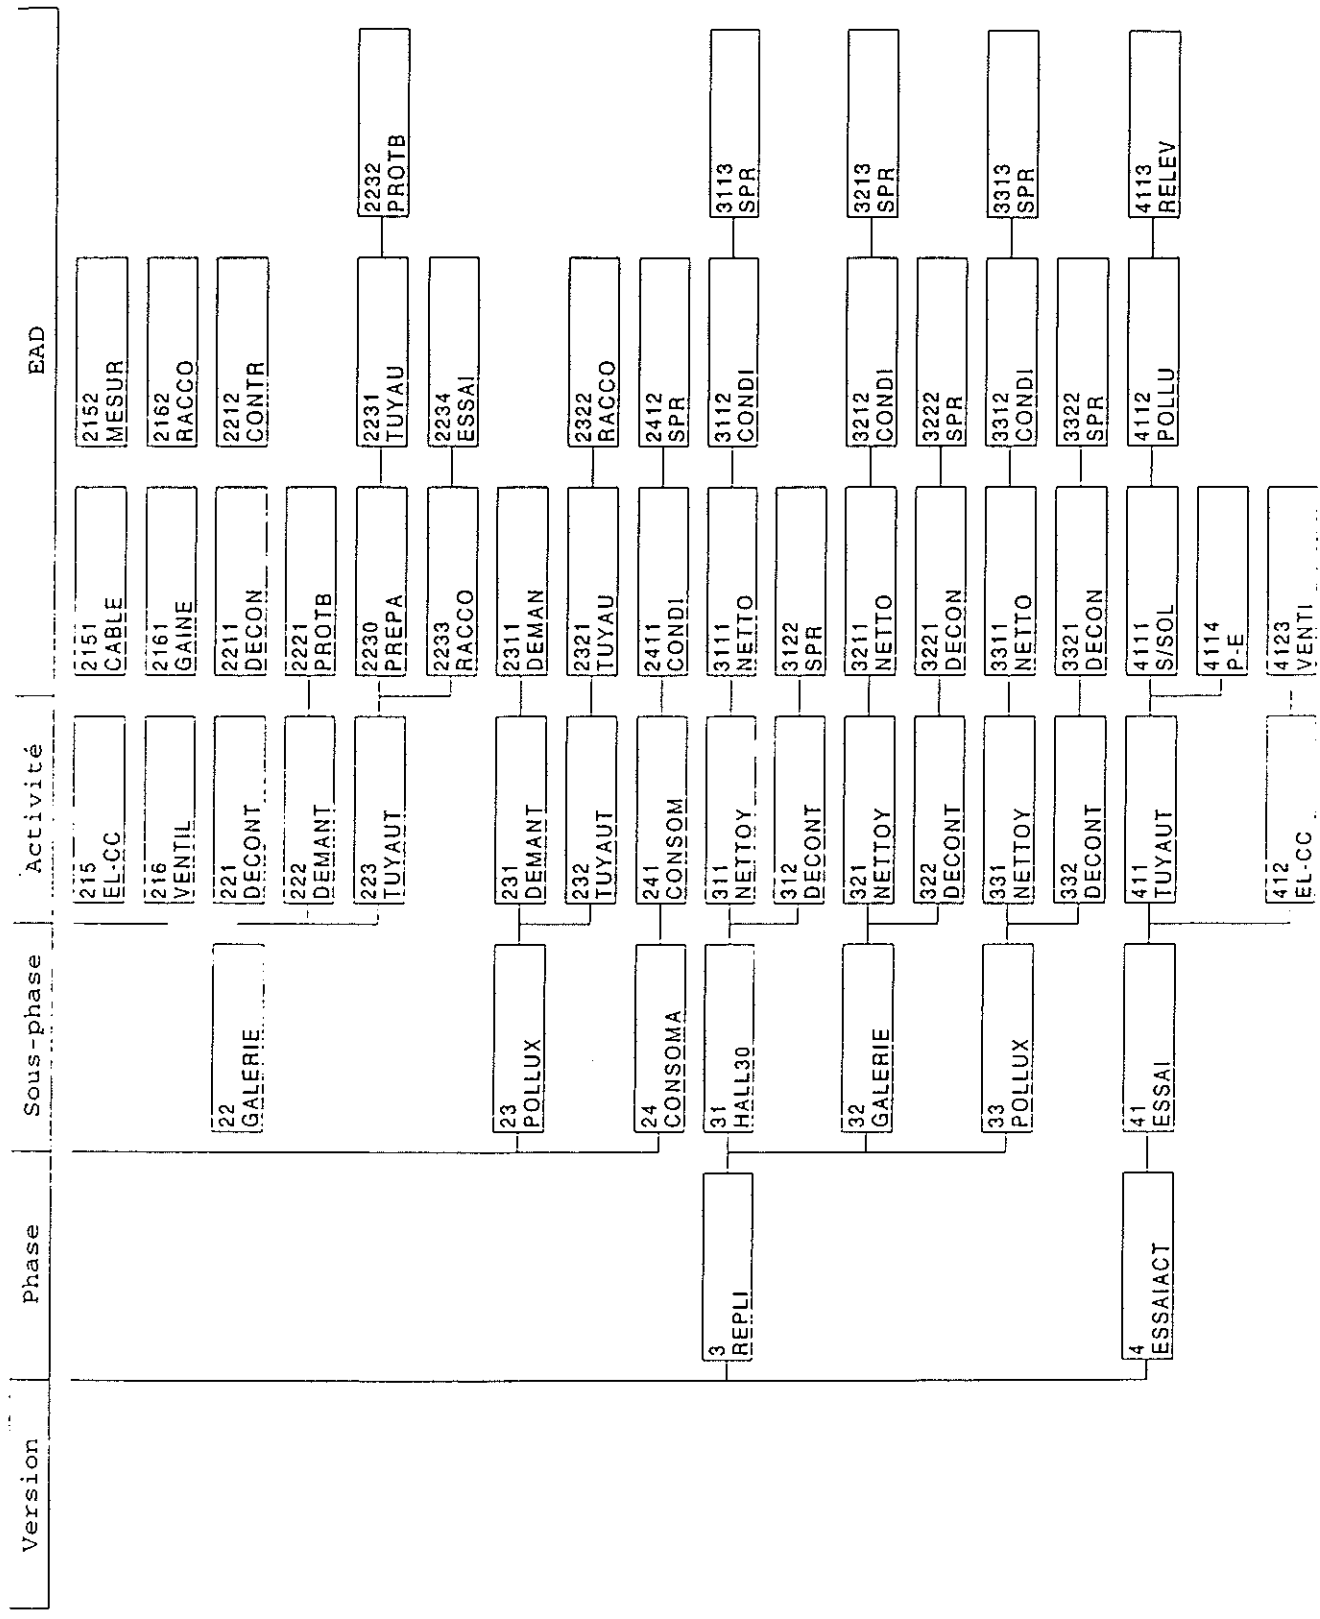 Version Phase Sous-phase Activité EAD
215
EL-CC
2151
CABLE
2152
MESUR
216
VENTIL
2161
GAINE
2162
RACCO
22
GALERIE
221
DECONT
2211
DECON
2212
CONTR
222
DEMANT
2221
PROTB
223
TUYAUT
2230
PREPA
2231
TUYAU
2232
PROTB
2233
RACCO
2234
ESSAI
23
POLLUX
231
DEMANT
2311
DEMAN
232
TUYAUT
2321
TUYAU
2322
RACCO
24
CONSOMA
241
CONSOM
2411
CONDI
2412
SPR
3
REPLI
31
HALL30
311
NETTOY
3111
NETTO
3112
CONDI
3113
SPR
312
DECONT
3122
SPR
32
GALERIE
321
NETTOY
3211
NETTO
3212
CONDI
3213
SPR
322
DECONT
3221
DECON
3222
SPR
33
POLLUX
331
NETTOY
3311
NETTO
3312
CONDI
3313
SPR
332
DECONT
3321
DECON
3322
SPR
4
ESSAIACT
41
ESSAI
411
TUYAUT
4111
S/SOL
4112
POLLU
4113
RELEV
4114
P-E
412
EL-CC
4123
VENTI